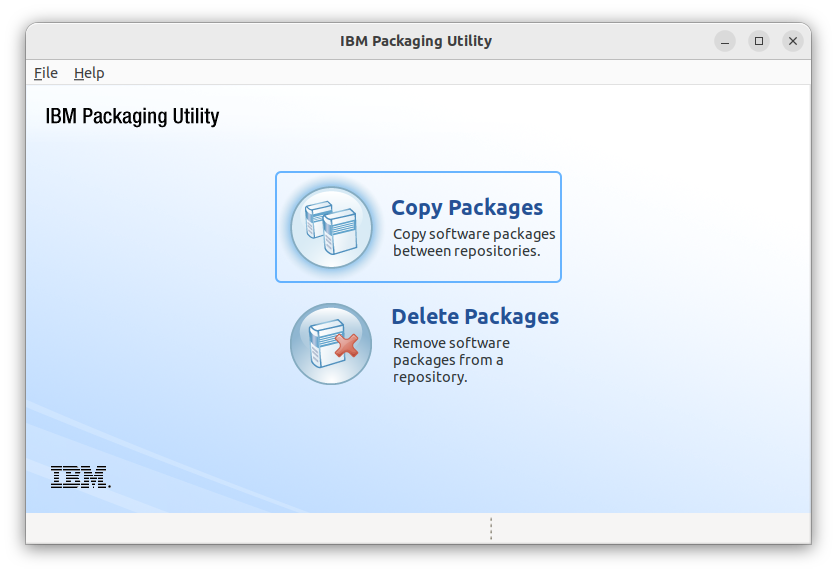 IBM Packaging Utility
File Help
IBM Packaging Utility
Copy Packages
Copy software packages
between repositories.
Delete Packages
Remove software
packages from a
repository.
IBM.